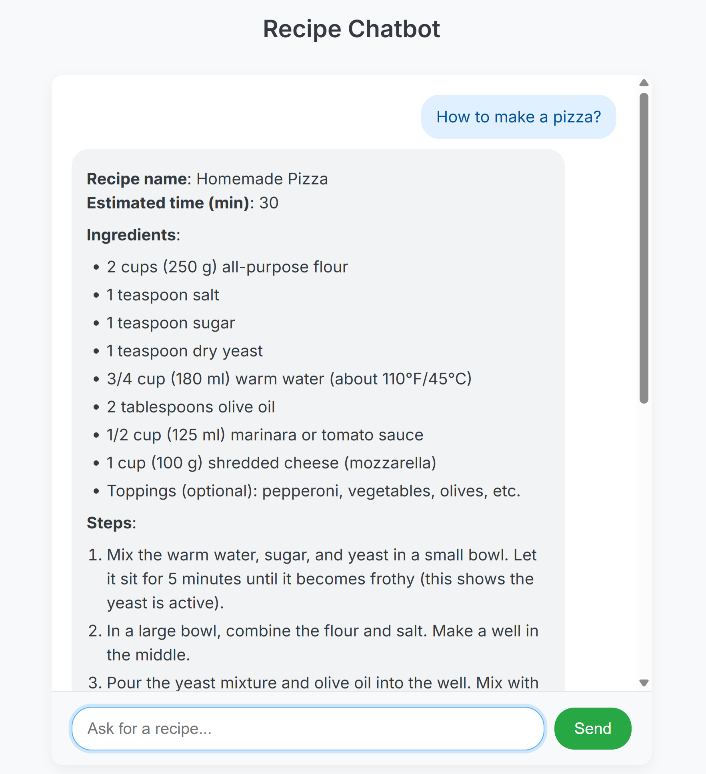 Recipe Chatbot
How to make a pizza?
Recipe name: Homemade Pizza
Estimated time (min): 30
Ingredients:
• 2 cups (250 g) all-purpose flour
• 1 teaspoon salt
• 1 teaspoon sugar
• 1 teaspoon dry yeast
• 3/4 cup (180 ml) warm water (about 110°F/45°C)
• 2 tablespoons olive oil
• 1/2 cup (125 ml) marinara or tomato sauce
• 1 cup (100 g) shredded cheese (mozzarella)
• Toppings (optional): pepperoni, vegetables, olives, etc.
Steps:
1. Mix the warm water, sugar, and yeast in a small bowl. Let
it sit for 5 minutes until it becomes frothy (this shows the
yeast is active).
2. In a large bowl, combine the flour and salt. Make a well in
the middle.
3. Pour the yeast mixture and olive oil into the well. Mix with
Ask for a recipe...
Send